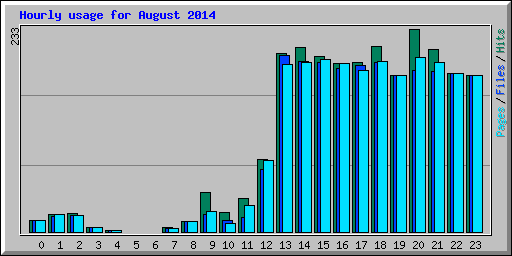 Hourly usage for August 2014
233
Pages/Files/Hits
0 1 2 3 4 5 6 7 8 9 10 11 12 13 14 15 16 17 18 19 20 21 22 23